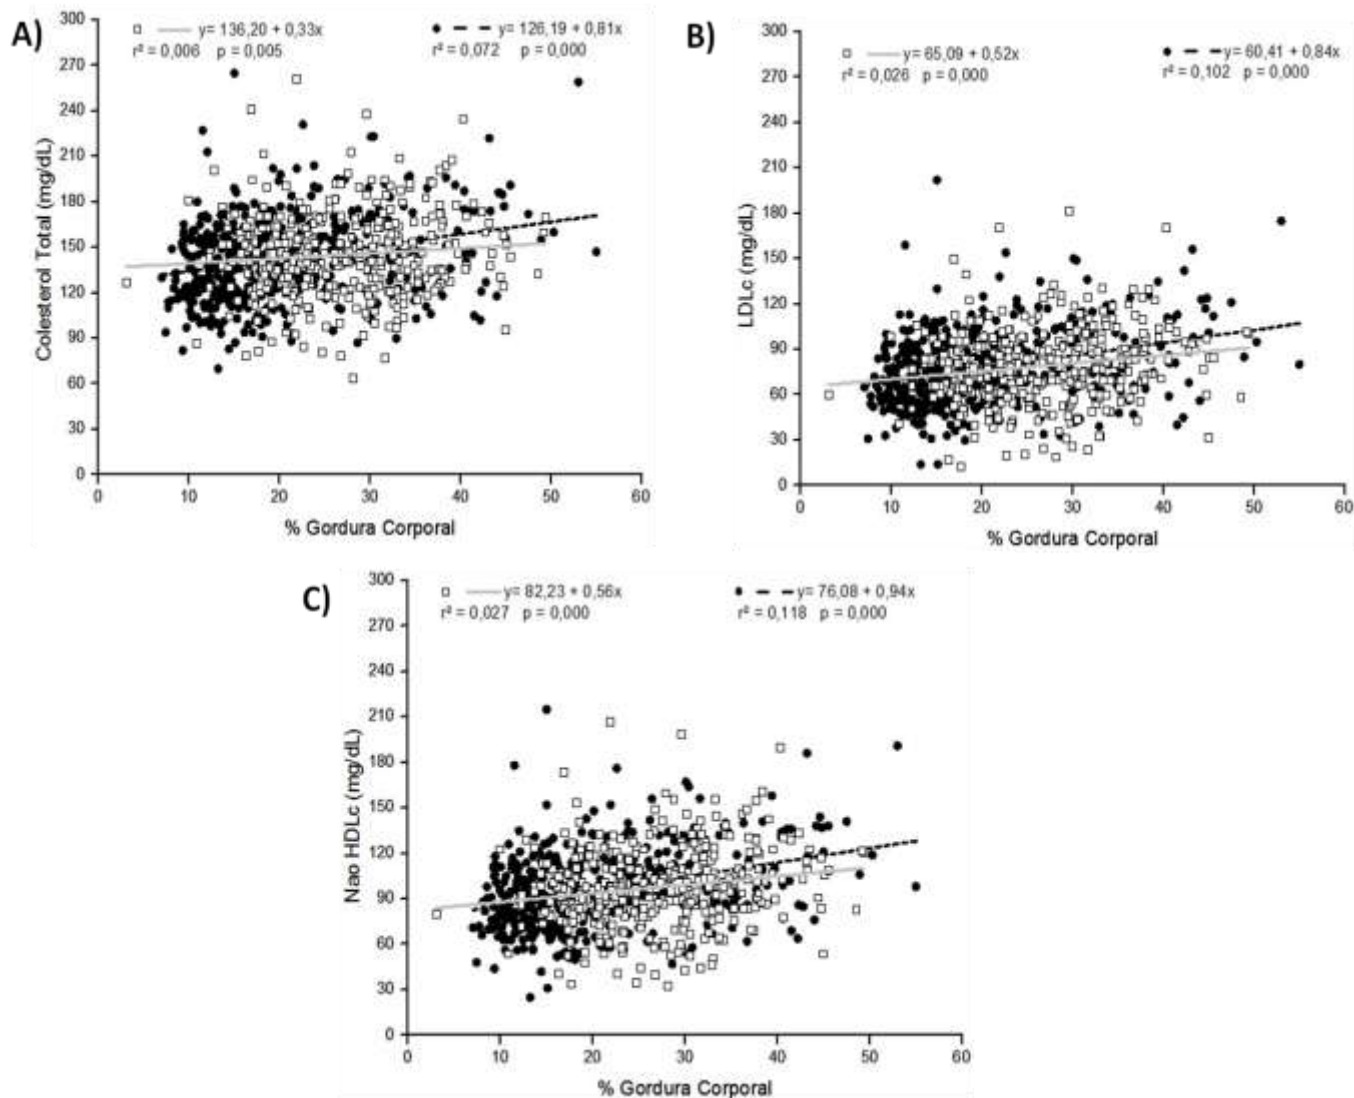 A)
y= 136,20 + 0,33x
r² = 0,006 p = 0,005
y= 126,19 + 0,81x
r² = 0,072 p = 0,000
300
270
240
210
180
150
120
90
60
30
0
Colesterol Total (mg/dL)
0 10 20 30 40 50 60
% Gordura Corporal
B)
y= 65,09 + 0,52x
r² = 0,026 p = 0,000
y= 60,41 + 0,84x
r² = 0,102 p = 0,000
300
270
240
210
180
150
120
90
60
30
0
LDLc (mg/dL)
0 10 20 30 40 50 60
% Gordura Corporal
C)
y= 82,23 + 0,56x
r² = 0,027 p = 0,000
y= 76,08 + 0,94x
r² = 0,118 p = 0,000
300
270
240
210
180
150
120
90
60
30
0
Nao HDLc (mg/dL)
0 10 20 30 40 50 60
% Gordura Corporal